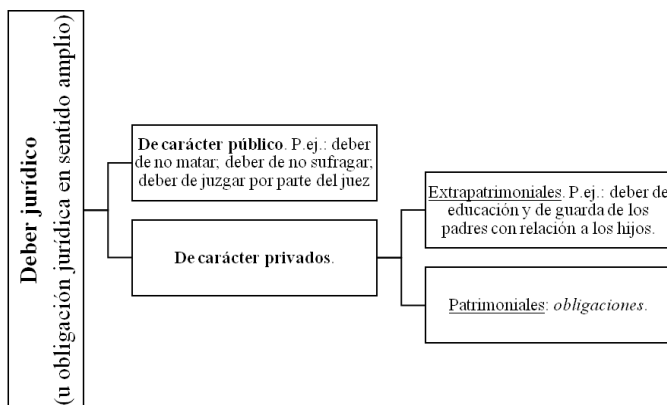 Deber jurídico
(u obligación jurídica en sentido amplio)
De carácter público. P.ej.: deber
de no matar; deber de no sufragar;
deber de juzgar por parte del juez
De carácter privados.
Extrapatrimoniales. P.ej.: deber de
educación y de guarda de los
padres con relación a los hijos.
Patrimoniales: obligaciones.